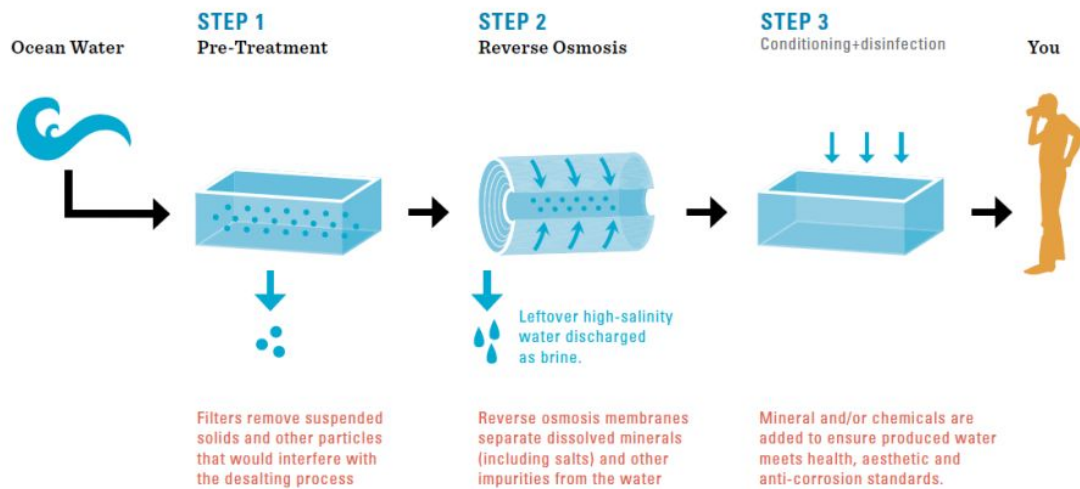 Ocean Water
STEP 1
Pre-Treatment
STEP 2
Reverse Osmosis
STEP 3
Conditioning+disinfection
You
Leftover high-salinity
water discharged
as brine.
Filters remove suspended
solids and other particles
that would interfere with
the desalting process
Reverse osmosis membranes
separate dissolved minerals
(including salts) and other
impurities from the water
Mineral and/or chemicals are
added to ensure produced water
meets health, aesthetic and
anti-corrosion standards.